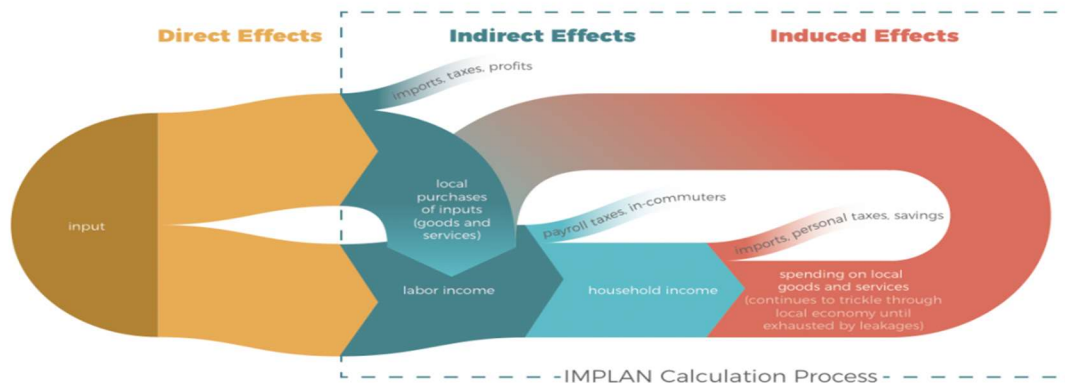 Direct Effects
Indirect Effects
Induced Effects
imports, taxes, profits
local
purchases
of inputs
(goods and
services)
input
payroll taxes, in-commuters
imports, personal taxes, savings
labor income
household income
spending on local
goods and services
(continues to trickle through
local economy until
exhausted by leakages)
IMPLAN Calculation Process